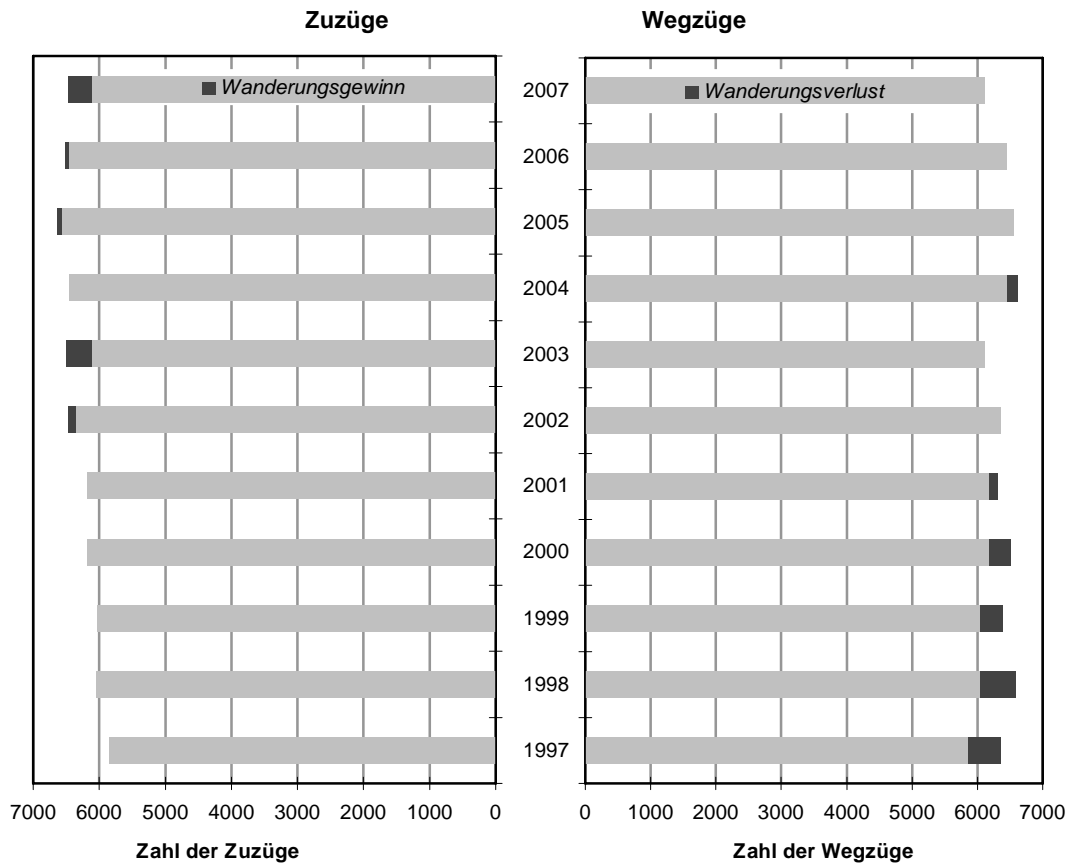 Zuzüge Wegzüge
Wanderungsgewinn 2007 Wanderungsverlust
2006
2005
2004
2003
2002
2001
2000
1999
1998
1997
7000 6000 5000 4000 3000 2000 1000 0 0 1000 2000 3000 4000 5000 6000 7000
Zahl der Zuzüge Zahl der Wegzüge